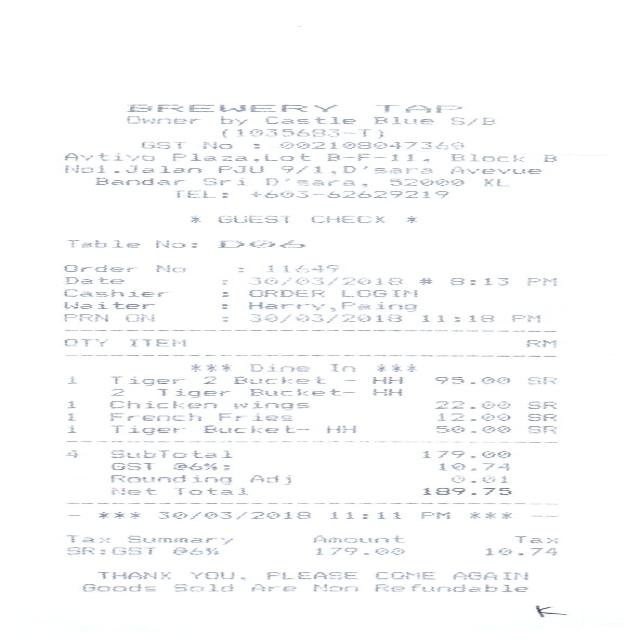 BREWERY TAP
Owner by Castle Blue S/B
(1035683-T)
GST No : 002108047360
Avtivo Plaza,Lot B-F-11, Block B
No1,Jalan PJU 9/1,D'sara Avevue
Bandar Sri D'sara, 52000 KL
TEL: +603-62629219
* GUEST CHECK *
Table No: D06
Order No : 11649
Date : 30/03/2018 # 8:13 PM
Cashier : ORDER LOGIN
Waiter : Harry,Paing
PRN ON : 30/03/2018 11:18 PM
QTY ITEM RM
*** Dine In ***
1 Tiger 2 Bucket - HH 95.00 SR
2 Tiger Bucket- HH
1 Chicken wings 22.00 SR
1 French Fries 12.00 SR
1 Tiger Bucket- HH 50.00 SR
4 SubTotal 179.00
GST @6%: 10.74
Rounding Adj 0.01
Net Total 189.75
- *** 30/03/2018 11:11 PM *** --
Tax Summary Amount Tax
SR:GST @6% 179.00 10.74
THANK YOU, PLEASE COME AGAIN
Goods Sold Are Non Refundable
K